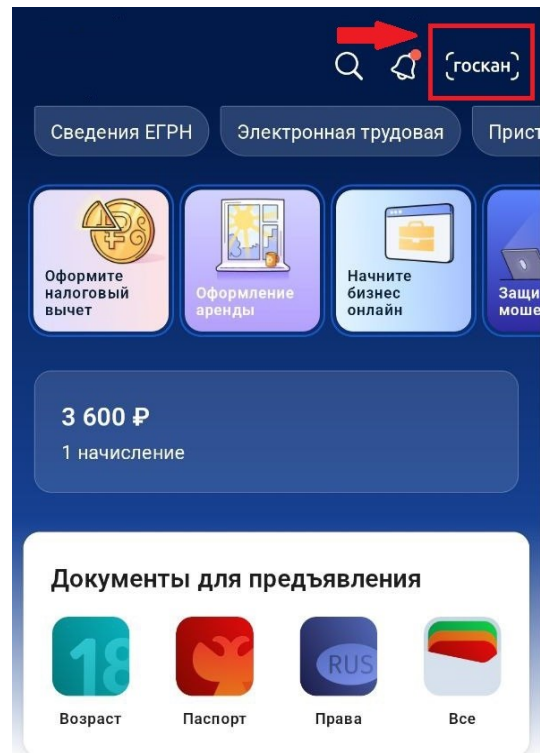 госкан
Сведения ЕГРН
Электронная трудовая
Прист
Оформите
налоговый
вычет
Оформление
аренды
Начните
бизнес
онлайн
Защи
моше
3 600 ₽
1 начисление
Документы для предъявления
18
RUS
Возраст
Паспорт
Права
Все